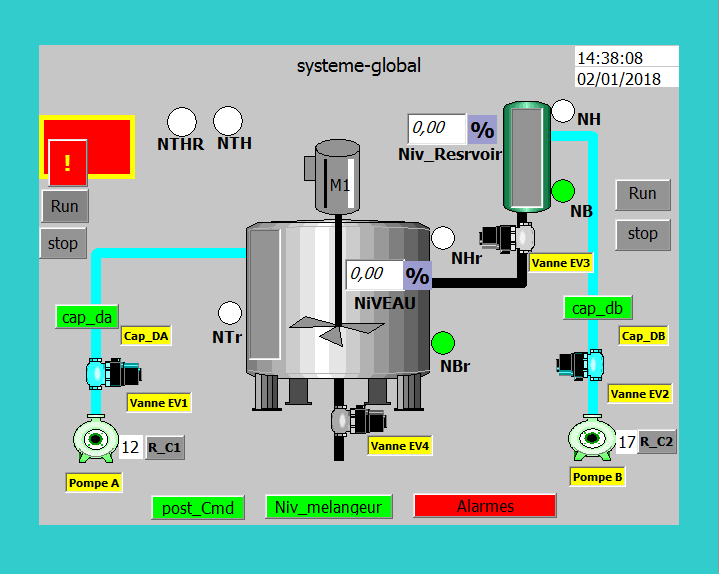 systeme-global
14:38:08
02/01/2018
!
Run
stop
NTHR
NTH
M1
0,00 %
Niv_Resrvoir
NH
NB
Run
stop
Vanne EV3
NHr
0,00 %
NiVEAU
NTr
NBr
cap_da
Cap_DA
cap_db
Cap_DB
Vanne EV1
Vanne EV2
Vanne EV4
12
R_C1
Pompe A
17
R_C2
Pompe B
post_Cmd
Niv_melangeur
Alarmes